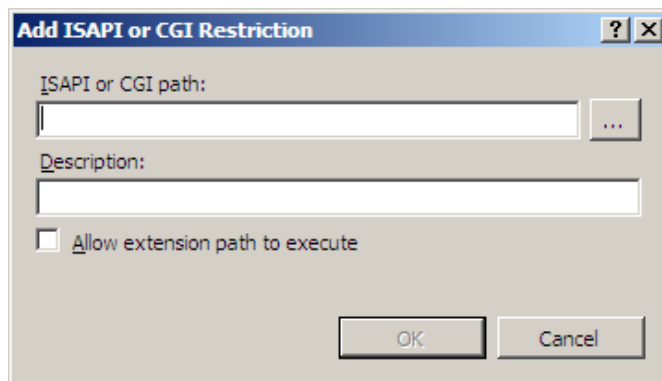 Add ISAPI or CGI Restriction
ISAPI or CGI path:
...
Description:
Allow extension path to execute
OK Cancel